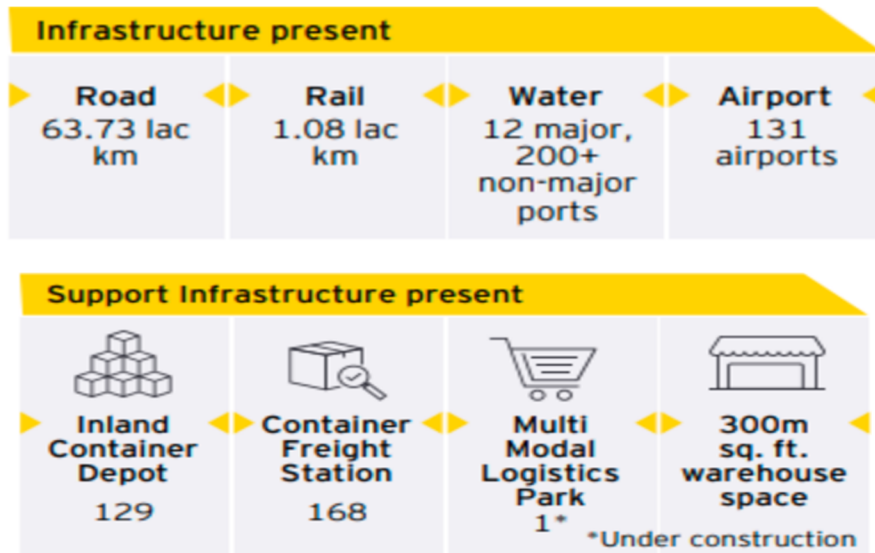 Infrastructure present
Road
63.73 lac
km
Rail
1.08 lac
km
Water
12 major,
200+
non-major
ports
Airport
131
airports
Support Infrastructure present
Inland
Container
Depot
129
Container
Freight
Station
168
Multi
Modal
Logistics
Park
1*
300m
sq. ft.
warehouse
space
*Under construction